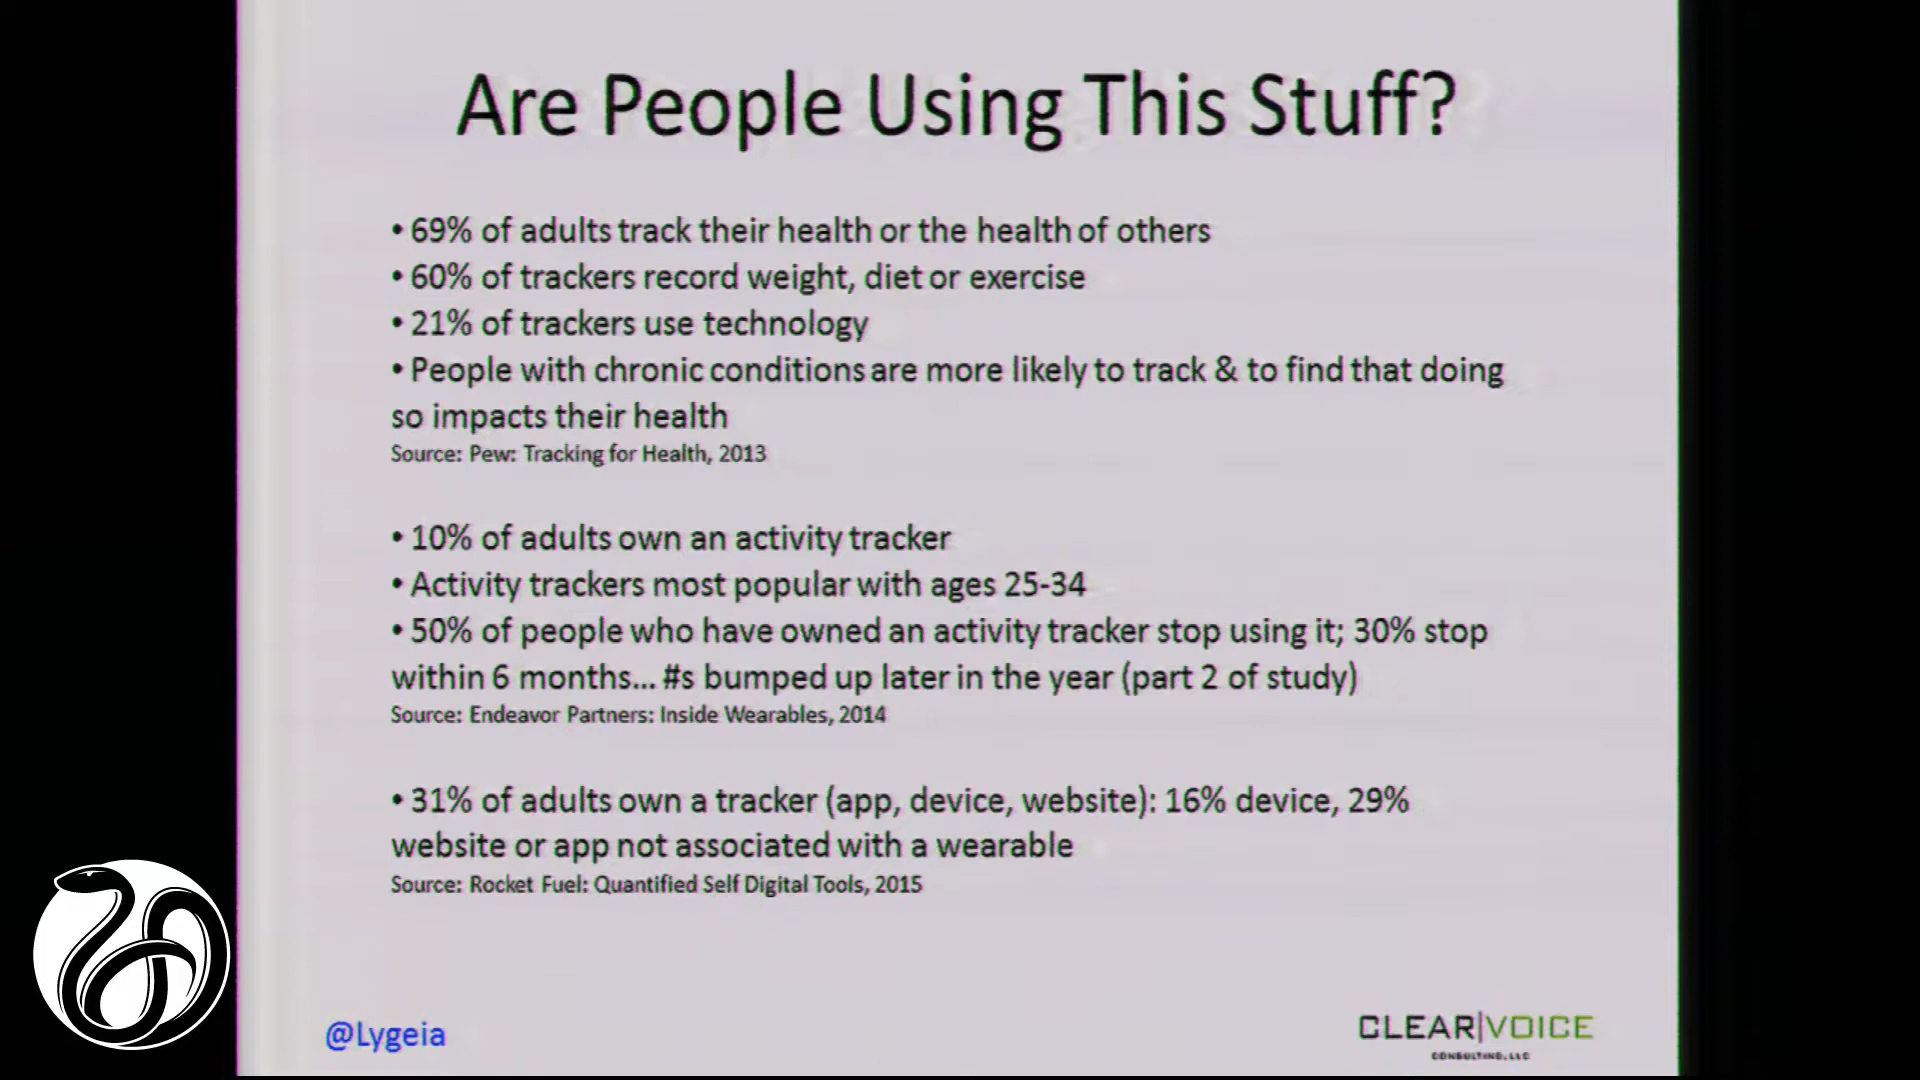 Are People Using This Stuff?
• 69% of adults track their health or the health of others
• 60% of trackers record weight, diet or exercise
• 21% of trackers use technology
• People with chronic conditions are more likely to track & to find that doing
so impacts their health
Source: Pew: Tracking for Health, 2013
• 10% of adults own an activity tracker
• Activity trackers most popular with ages 25-34
• 50% of people who have owned an activity tracker stop using it; 30% stop
within 6 months... #s bumped up later in the year (part 2 of study)
Source: Endeavor Partners: Inside Wearables, 2014
• 31% of adults own a tracker (app, device, website): 16% device, 29%
website or app not associated with a wearable
Source: Rocket Fuel: Quantified Self Digital Tools, 2015
@Lygeia
CLEAR|VOICE
CONSULTING, LLC